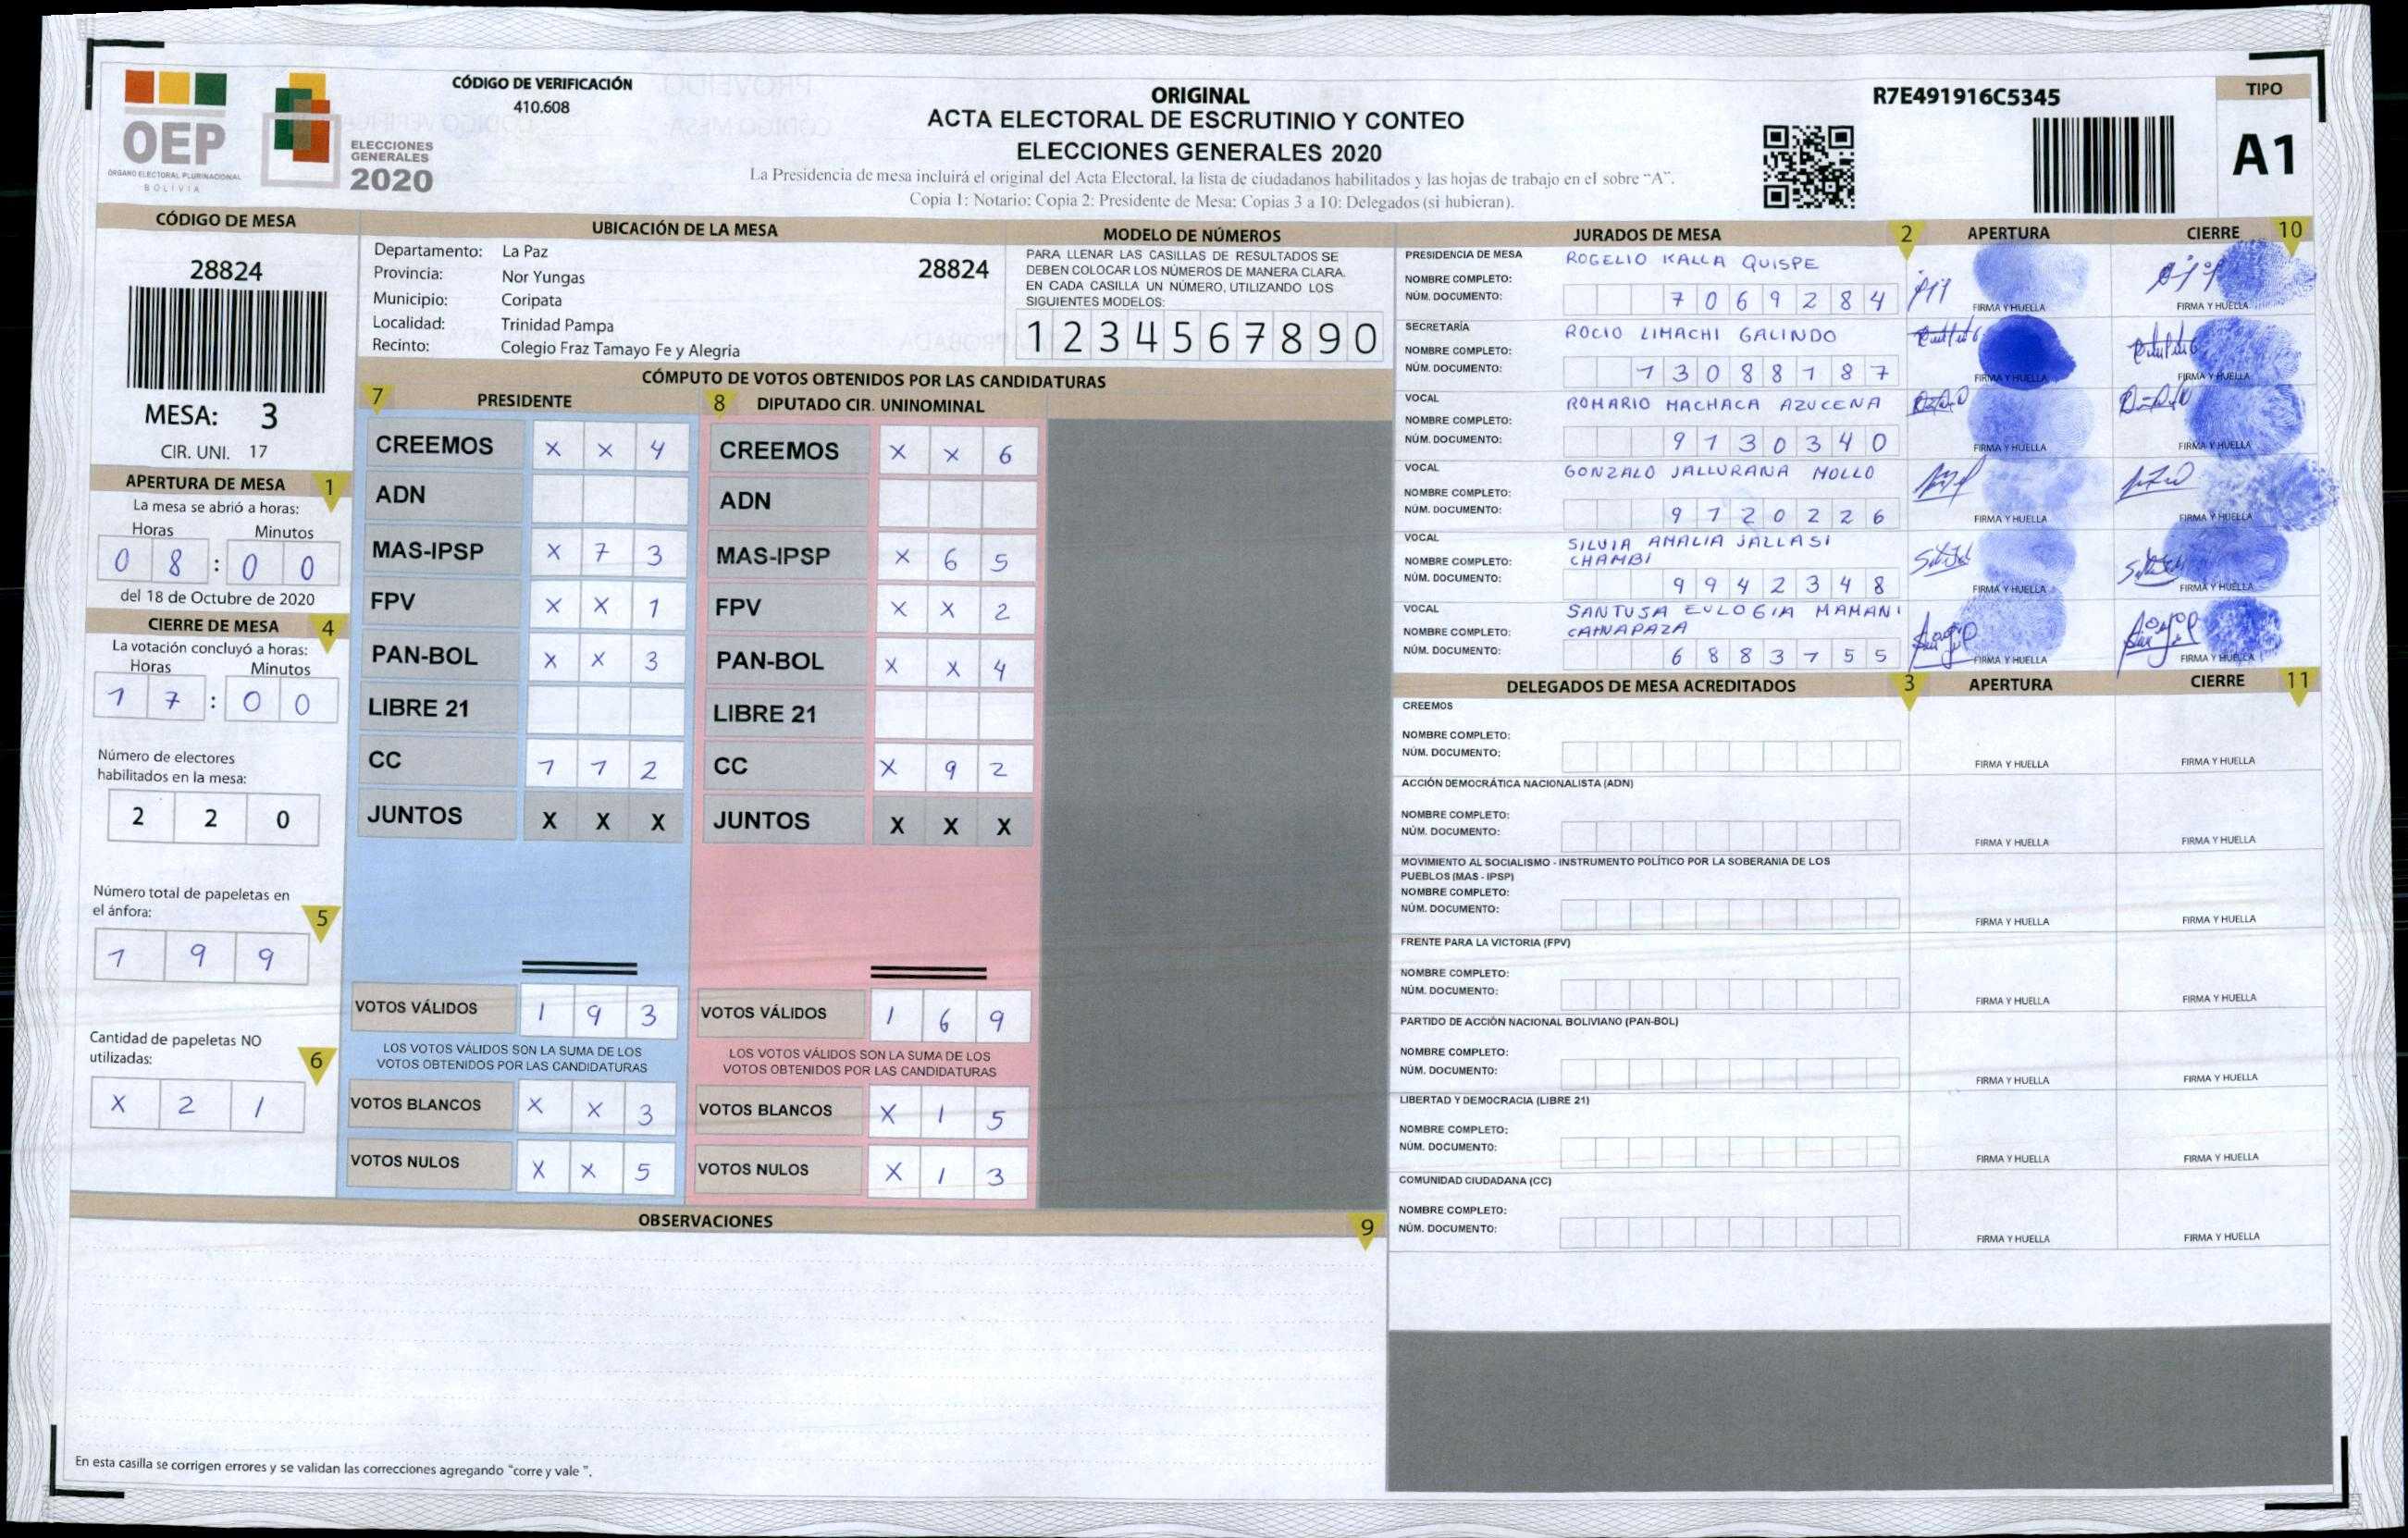 CÓDIGO DE VERIFICACIÓN
410.608
OEP
ÓRGANO ELECTORAL PLURINACIONAL
BOLIVIA
ELECCIONES
GENERALES
2020
ORIGINAL
ACTA ELECTORAL DE ESCRUTINIO Y CONTEO
ELECCIONES GENERALES 2020
La Presidencia de mesa incluirá el original del Acta Electoral, la lista de ciudadanos habilitados y las hojas de trabajo en el sobre "A".
Copia 1: Notario: Copia 2: Presidente de Mesa: Copias 3 a 10: Delegados (si hubieran).
R7E491916C5345
TIPO
A1
CÓDIGO DE MESA
28824
MESA: 3
CIR. UNI. 17
UBICACIÓN DE LA MESA
Departamento: La Paz
Provincia: Nor Yungas
28824
Municipio: Coripata
Localidad: Trinidad Pampa
Recinto: Colegio Fraz Tamayo Fe y Alegria
MODELO DE NÚMEROS
PARA LLENAR LAS CASILLAS DE RESULTADOS SE
DEBEN COLOCAR LOS NÚMEROS DE MANERA CLARA.
EN CADA CASILLA UN NÚMERO, UTILIZANDO LOS
SIGUIENTES MODELOS:
1 2 3 4 5 6 7 8 9 0
APERTURA DE MESA 1
La mesa se abrió a horas:
Horas Minutos
0 8 : 0 0
del 18 de Octubre de 2020
CIERRE DE MESA 4
La votación concluyó a horas:
Horas Minutos
1 7 : 0 0
Número de electores
habilitados en la mesa:
2 2 0
Número total de papeletas en
el ánfora: 5
1 9 9
Cantidad de papeletas NO
utilizadas: 6
X 2 1
CÓMPUTO DE VOTOS OBTENIDOS POR LAS CANDIDATURAS
7 PRESIDENTE
CREEMOS X X 4
ADN
MAS-IPSP X 7 3
FPV X X 1
PAN-BOL X X 3
LIBRE 21
CC 1 1 2
JUNTOS X X X
VOTOS VÁLIDOS 1 9 3
LOS VOTOS VÁLIDOS SON LA SUMA DE LOS
VOTOS OBTENIDOS POR LAS CANDIDATURAS
VOTOS BLANCOS X X 3
VOTOS NULOS X X 5
8 DIPUTADO CIR. UNINOMINAL
CREEMOS X X 6
ADN
MAS-IPSP X 6 5
FPV X X 2
PAN-BOL X X 4
LIBRE 21
CC X 9 2
JUNTOS X X X
VOTOS VÁLIDOS 1 6 9
LOS VOTOS VÁLIDOS SON LA SUMA DE LOS
VOTOS OBTENIDOS POR LAS CANDIDATURAS
VOTOS BLANCOS X 1 5
VOTOS NULOS X 1 3
OBSERVACIONES 9
En esta casilla se corrigen errores y se validan las correcciones agregando "corre y vale ".
JURADOS DE MESA 2 APERTURA CIERRE 10
PRESIDENCIA DE MESA ROGELIO KALLA QUISPE
NOMBRE COMPLETO:
NÚM. DOCUMENTO: 7 0 6 9 2 8 4 FIRMA Y HUELLA FIRMA Y HUELLA
SECRETARÍA ROCIO LIMACHI GALINDO
NOMBRE COMPLETO:
NÚM. DOCUMENTO: 1 3 0 8 8 1 8 7 FIRMA Y HUELLA FIRMA Y HUELLA
VOCAL ROMARIO MACHACA AZUCENA
NOMBRE COMPLETO:
NÚM. DOCUMENTO: 9 1 3 0 3 4 0 FIRMA Y HUELLA FIRMA Y HUELLA
VOCAL GONZALO JALLURANA MOLLO
NOMBRE COMPLETO:
NÚM. DOCUMENTO: 9 1 2 0 2 2 6 FIRMA Y HUELLA FIRMA Y HUELLA
VOCAL SILVIA AMALIA JALLASI
NOMBRE COMPLETO: CHAMBI
NÚM. DOCUMENTO: 9 9 4 2 3 4 8 FIRMA Y HUELLA FIRMA Y HUELLA
VOCAL SANTUSA EULOGIA MAMANI
NOMBRE COMPLETO: CAHUAPAZA
NÚM. DOCUMENTO: 6 8 8 3 1 5 5 FIRMA Y HUELLA FIRMA Y HUELLA
DELEGADOS DE MESA ACREDITADOS 3 APERTURA CIERRE 11
CREEMOS
NOMBRE COMPLETO:
NÚM. DOCUMENTO: FIRMA Y HUELLA FIRMA Y HUELLA
ACCIÓN DEMOCRÁTICA NACIONALISTA (ADN)
NOMBRE COMPLETO:
NÚM. DOCUMENTO: FIRMA Y HUELLA FIRMA Y HUELLA
MOVIMIENTO AL SOCIALISMO - INSTRUMENTO POLÍTICO POR LA SOBERANIA DE LOS
PUEBLOS (MAS - IPSP)
NOMBRE COMPLETO:
NÚM. DOCUMENTO: FIRMA Y HUELLA FIRMA Y HUELLA
FRENTE PARA LA VICTORIA (FPV)
NOMBRE COMPLETO:
NÚM. DOCUMENTO: FIRMA Y HUELLA FIRMA Y HUELLA
PARTIDO DE ACCIÓN NACIONAL BOLIVIANO (PAN-BOL)
NOMBRE COMPLETO:
NÚM. DOCUMENTO: FIRMA Y HUELLA FIRMA Y HUELLA
LIBERTAD Y DEMOCRACIA (LIBRE 21)
NOMBRE COMPLETO:
NÚM. DOCUMENTO: FIRMA Y HUELLA FIRMA Y HUELLA
COMUNIDAD CIUDADANA (CC)
NOMBRE COMPLETO:
NÚM. DOCUMENTO: FIRMA Y HUELLA FIRMA Y HUELLA